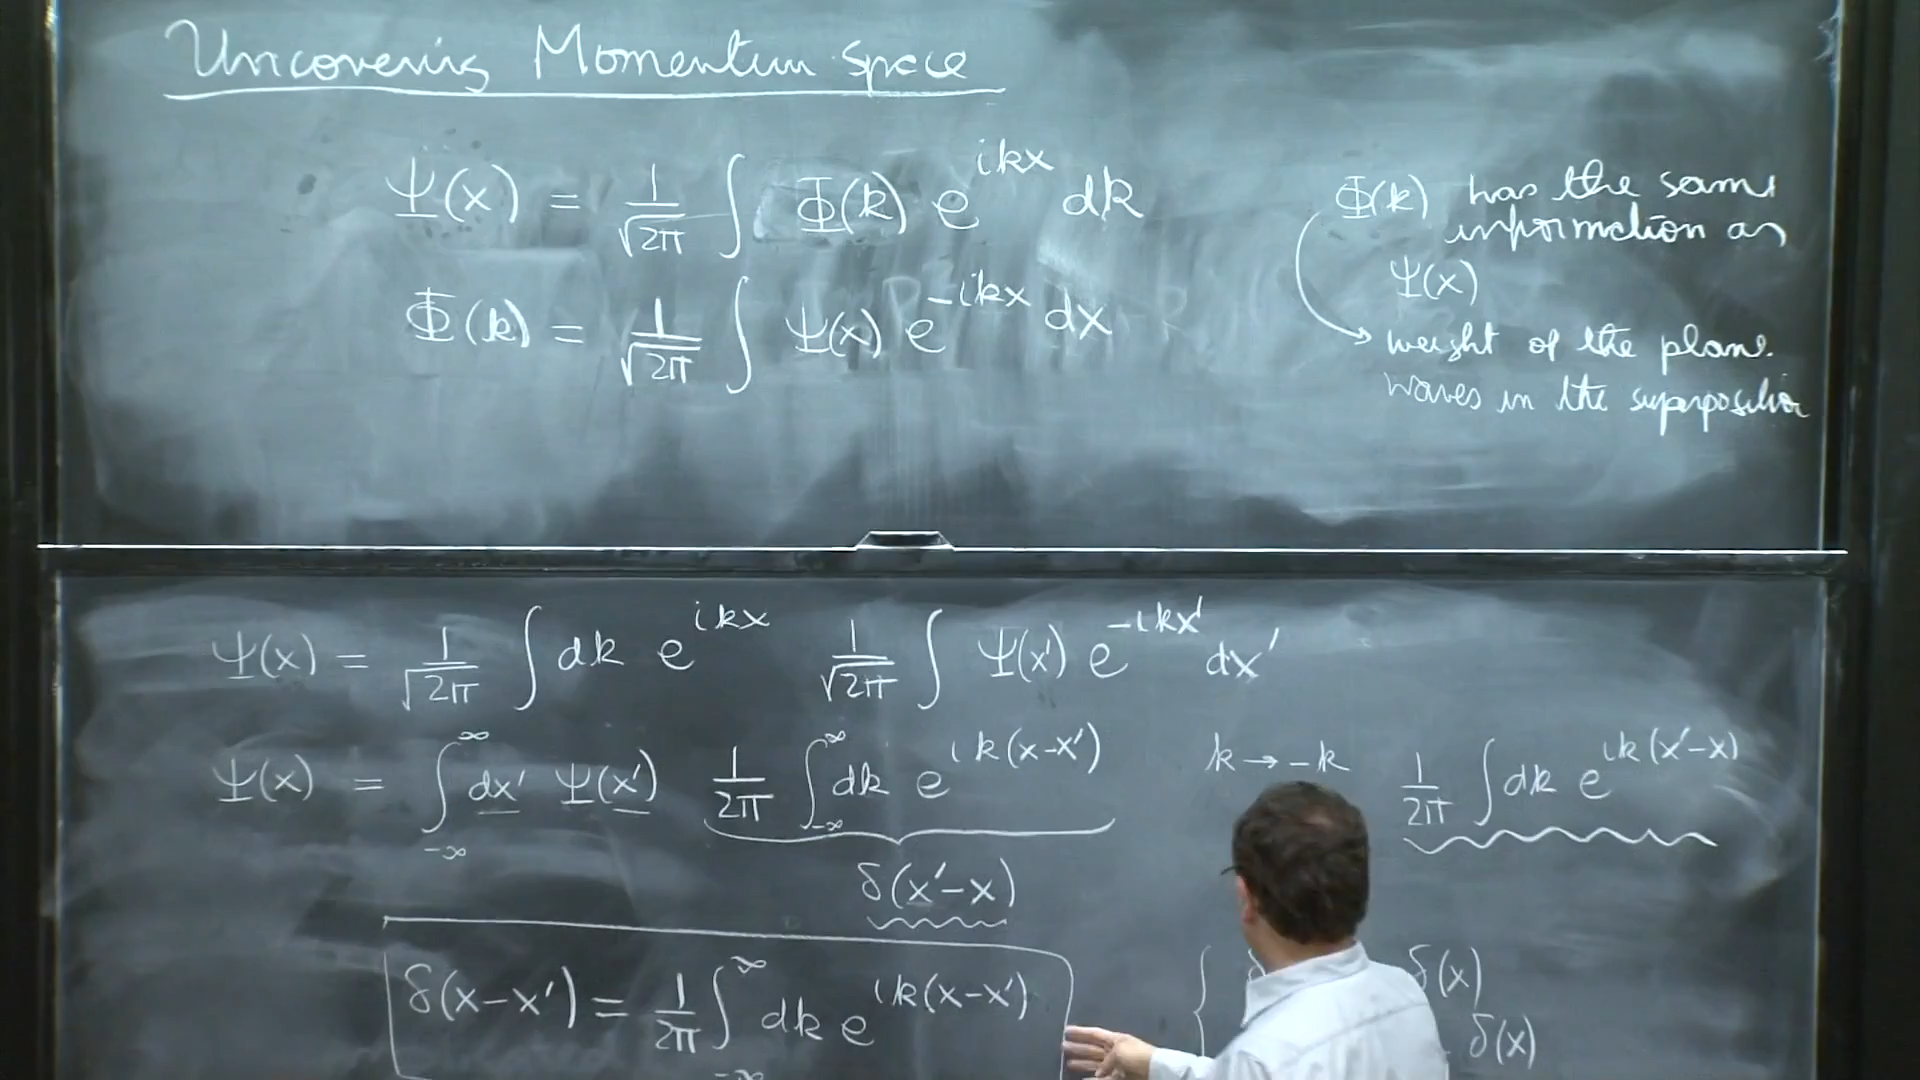 Uncovering Momentum space
Ψ(x) = 1/√2π ∫ Φ(k) e^{ikx} dk
Φ(k) = 1/√2π ∫ Ψ(x) e^{-ikx} dx
Φ(k) has the same
information as
Ψ(x)
→ weight of the plane
waves in the superposition
Ψ(x) = 1/√2π ∫ dk e^{ikx} 1/√2π ∫ Ψ(x') e^{-ikx'} dx'
Ψ(x) = ∫_{-∞}^{∞} dx' Ψ(x') 1/2π ∫_{-∞}^{∞} dk e^{ik(x-x')} k → -k 1/2π ∫ dk e^{ik(x'-x)}
δ(x'-x)
δ(x-x') = 1/2π ∫_{-∞}^{∞} dk e^{ik(x-x')}
δ(x)
δ(x)